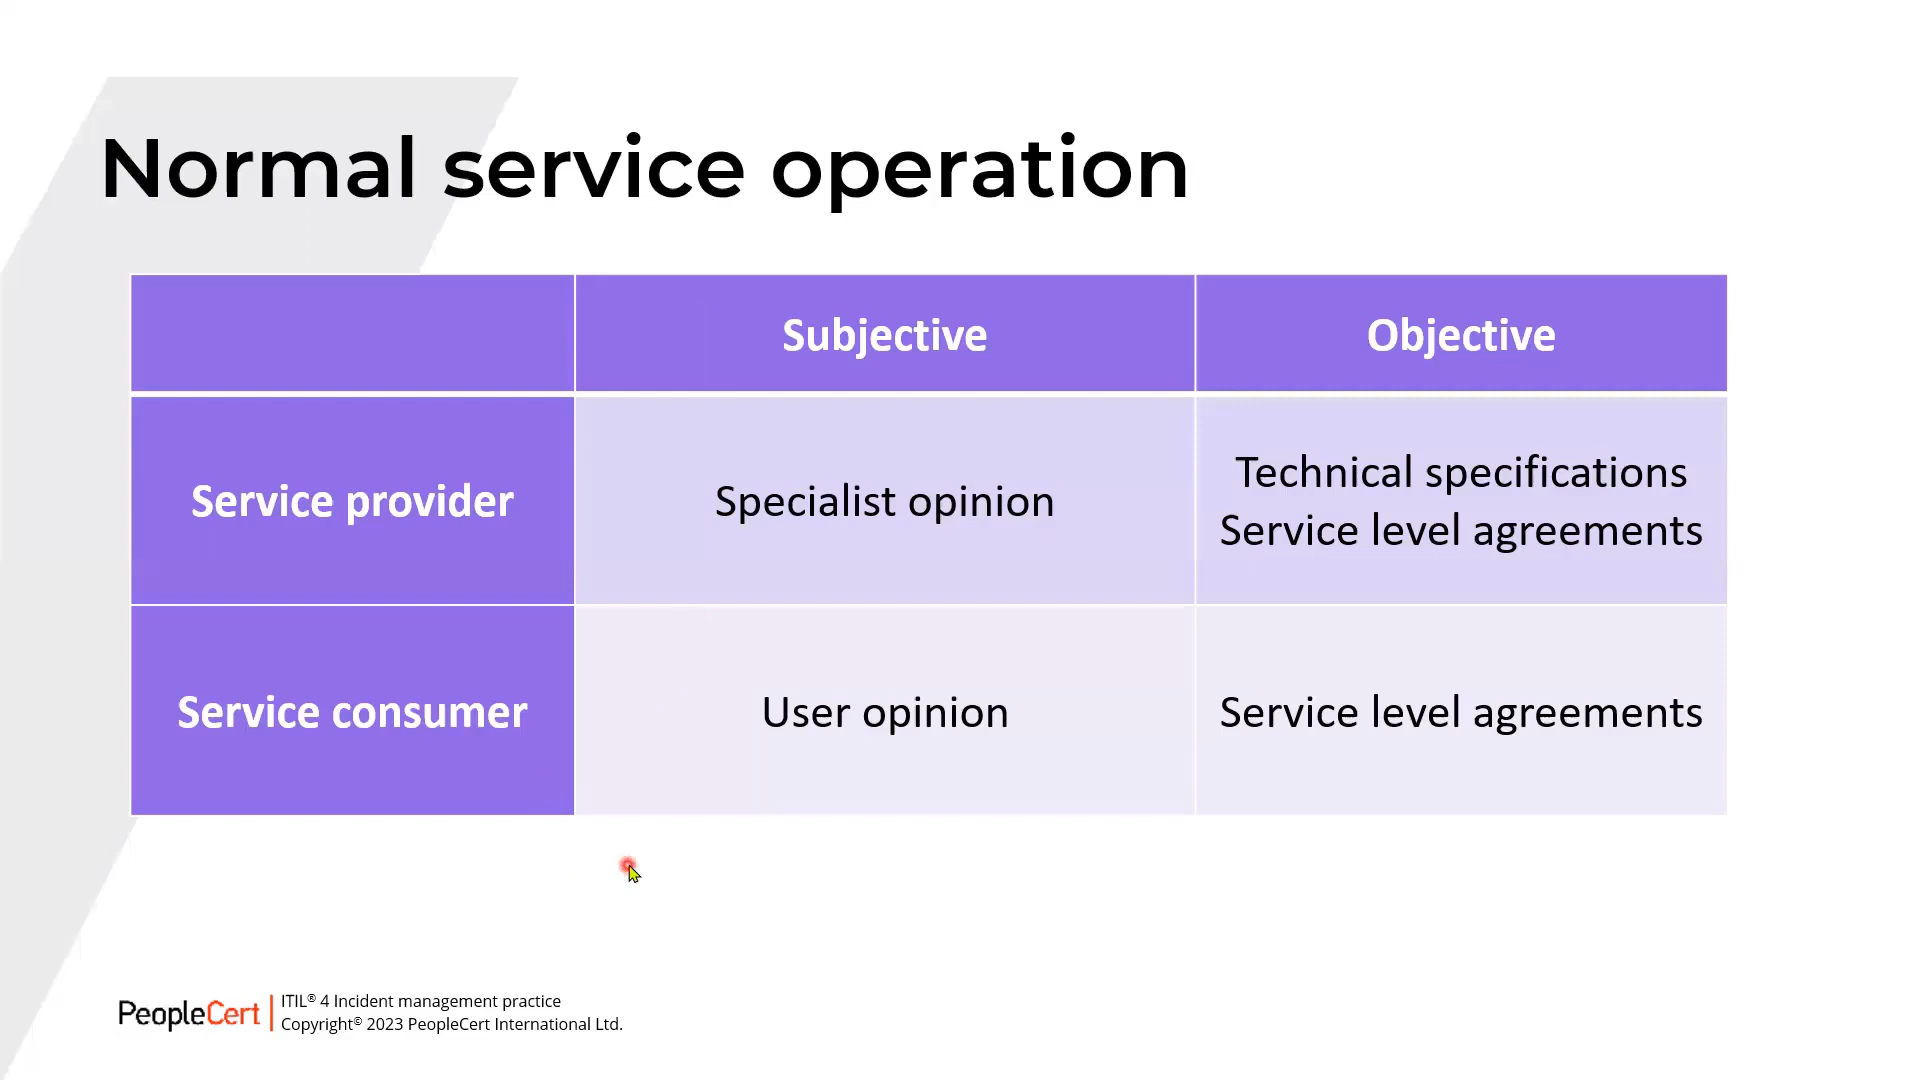 Normal service operation
Subjective
Objective
Service provider
Specialist opinion
Technical specifications
Service level agreements
Service consumer
User opinion
Service level agreements
PeopleCert
ITIL® 4 Incident management practice
Copyright© 2023 PeopleCert International Ltd.